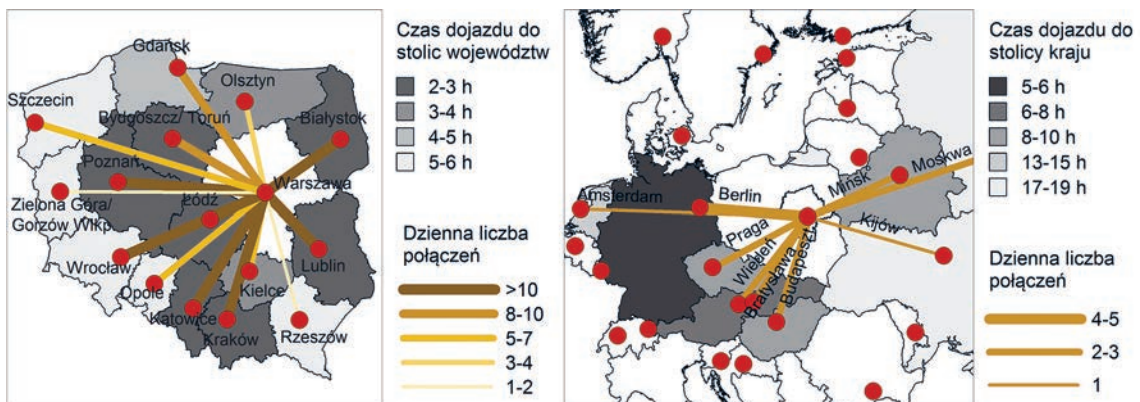 Gdańsk
Olsztyn
Szczecin
Bydgoszcz/ Toruń
Białystok
Poznań
Warszawa
Łódź
Zielona Góra/
Gorzów Wlkp
Wrocław
Lublin
Opole
Kielce
Katowice
Kraków
Rzeszów
Czas dojazdu do
stolic województw
2-3 h
3-4 h
4-5 h
5-6 h
Dzienna liczba
połączeń
>10
8-10
5-7
3-4
1-2
Amsterdam
Berlin
Mińsk
Moskwa
Praga
Wiedeń
Bratysława
Budapeszt
Kijów
Czas dojazdu do
stolicy kraju
5-6 h
6-8 h
8-10 h
13-15 h
17-19 h
Dzienna liczba
połączeń
4-5
2-3
1